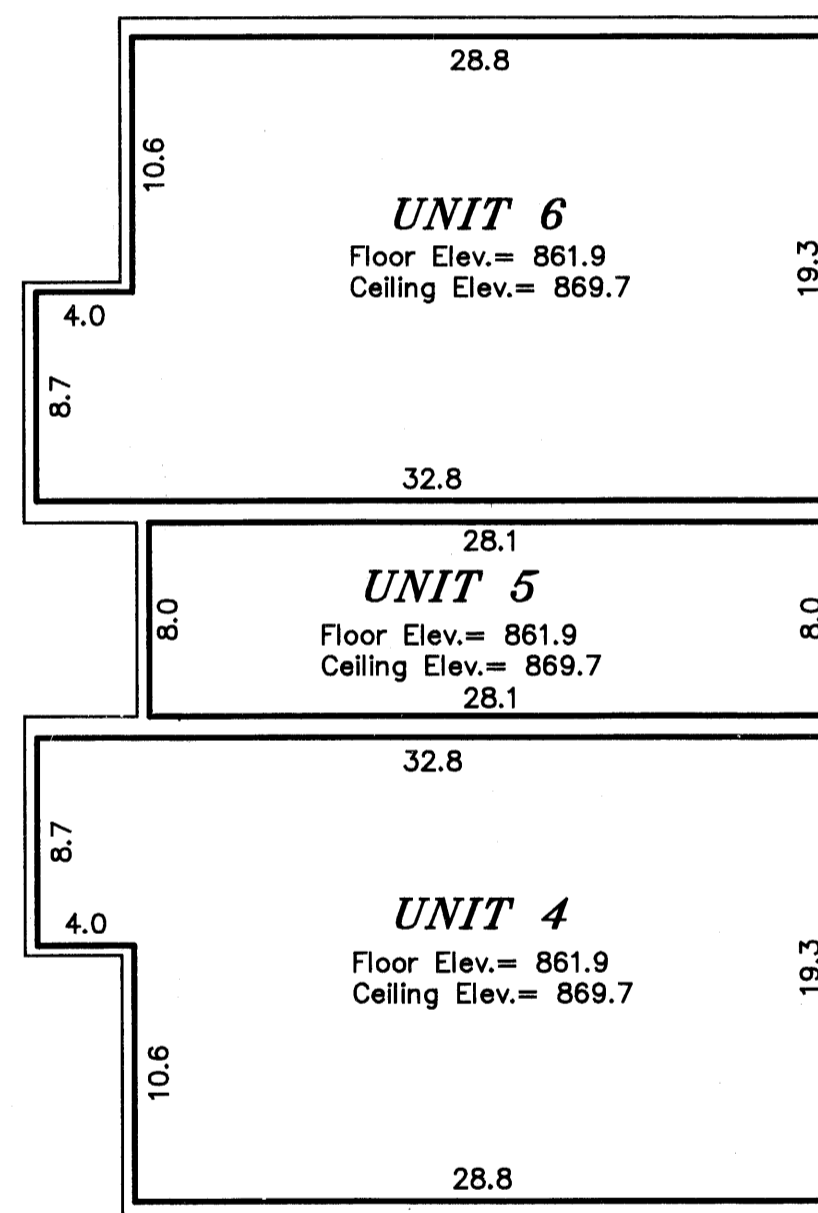 28.8
10.6
UNIT 6
Floor Elev.= 861.9
Ceiling Elev.= 869.7
19.3
4.0
8.7
32.8
28.1
UNIT 5
8.0
8.0
Floor Elev.= 861.9
Ceiling Elev.= 869.7
28.1
32.8
8.7
4.0
UNIT 4
Floor Elev.= 861.9
Ceiling Elev.= 869.7
19.3
10.6
28.8